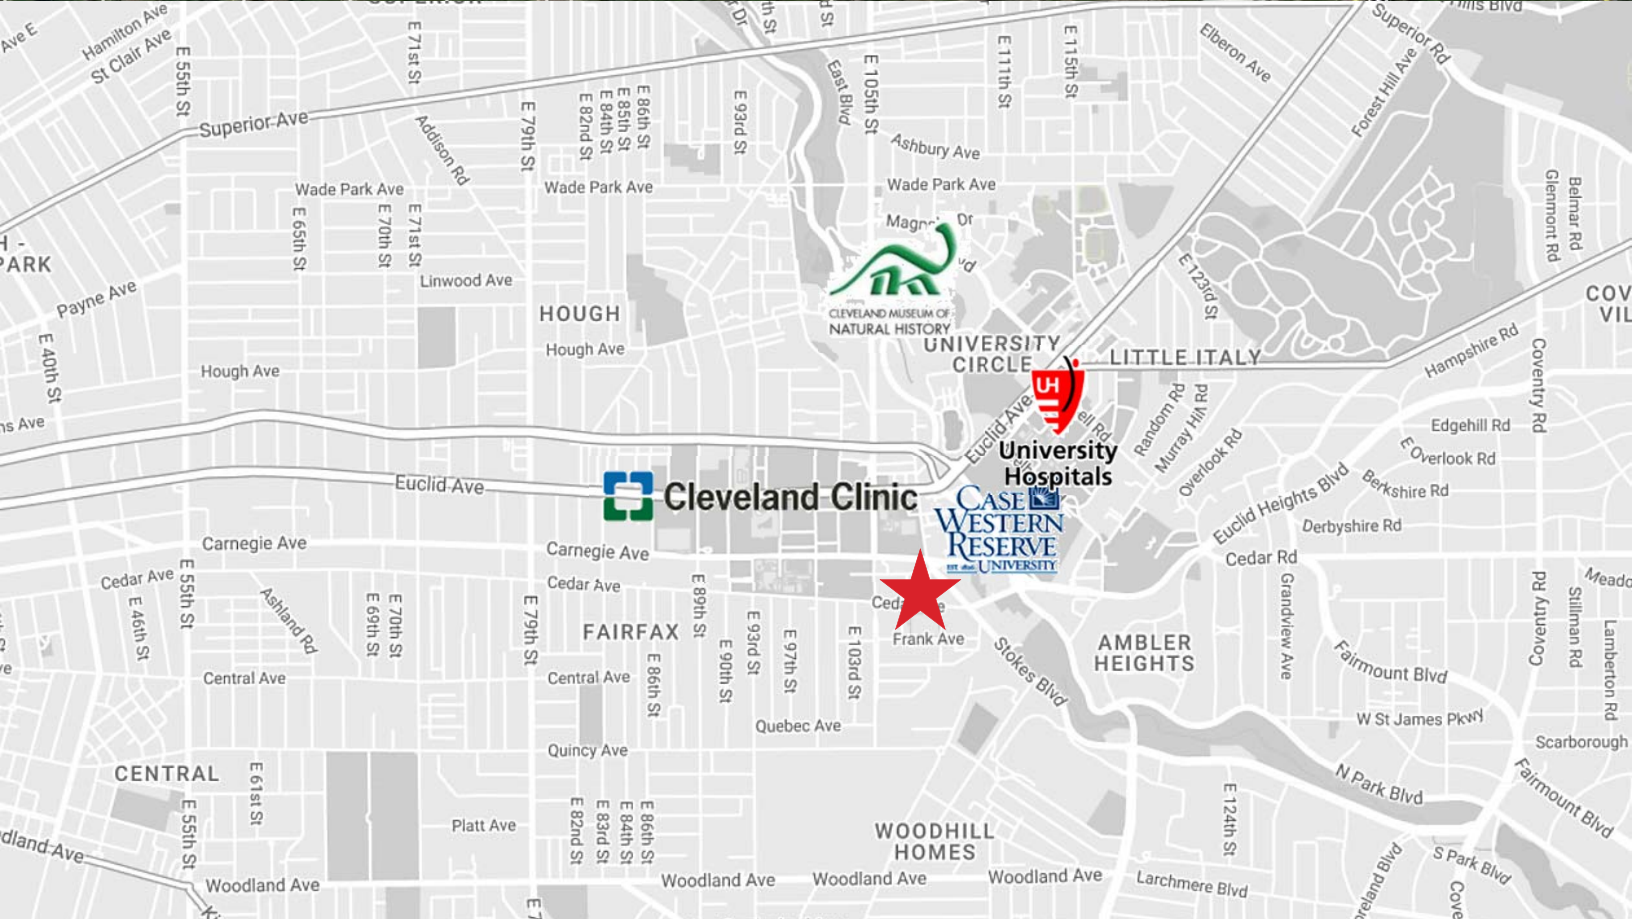 SUPERIOR
Hamilton Ave
St Clair Ave
Ave E
E 55th St
E 71st St
Superior Ave
Addison Rd
E 79th St
E 82nd St
E 84th St
E 85th St
E 86th St
E 93rd St
East Blvd
E 105th St
E 111th St
E 115th St
Elberon Ave
Superior Rd
Forest Hill Ave
Ashbury Ave
Wade Park Ave
Wade Park Ave
Wade Park Ave
E 65th St
E 70th St
E 71st St
Glenmont Rd
Belmar Rd
PARK
Payne Ave
Linwood Ave
HOUGH
Hough Ave
Hough Ave
E 40th St
CLEVELAND MUSEUM OF
NATURAL HISTORY
UNIVERSITY
CIRCLE
LITTLE ITALY
E 123rd St
Hampshire Rd
Coventry Rd
UH
University
Hospitals
Euclid Ave
Random Rd
Murray Hill Rd
Overlook Rd
Edgehill Rd
E Overlook Rd
Berkshire Rd
Euclid Heights Blvd
Derbyshire Rd
Cedar Rd
Euclid Ave
Cleveland Clinic
CASE
WESTERN
RESERVE
EST. 1826 UNIVERSITY
Carnegie Ave
Carnegie Ave
Cedar Ave
Cedar Ave
E 46th St
E 55th St
Ashland Rd
E 69th St
E 70th St
E 79th St
FAIRFAX
E 89th St
E 90th St
E 93rd St
E 97th St
E 103rd St
Frank Ave
Stokes Blvd
AMBLER
HEIGHTS
Grandview Ave
Fairmount Blvd
Coventry Rd
Stillman Rd
Lamberton Rd
Central Ave
Central Ave
E 86th St
Quebec Ave
Quincy Ave
W St James Pkwy
Scarborough
CENTRAL
E 61st St
E 55th St
Platt Ave
E 82nd St
E 83rd St
E 84th St
E 86th St
WOODHILL
HOMES
E 124th St
N Park Blvd
Fairmount Blvd
S Park Blvd
Woodland Ave
Woodland Ave
Woodland Ave
Woodland Ave
Larchmere Blvd